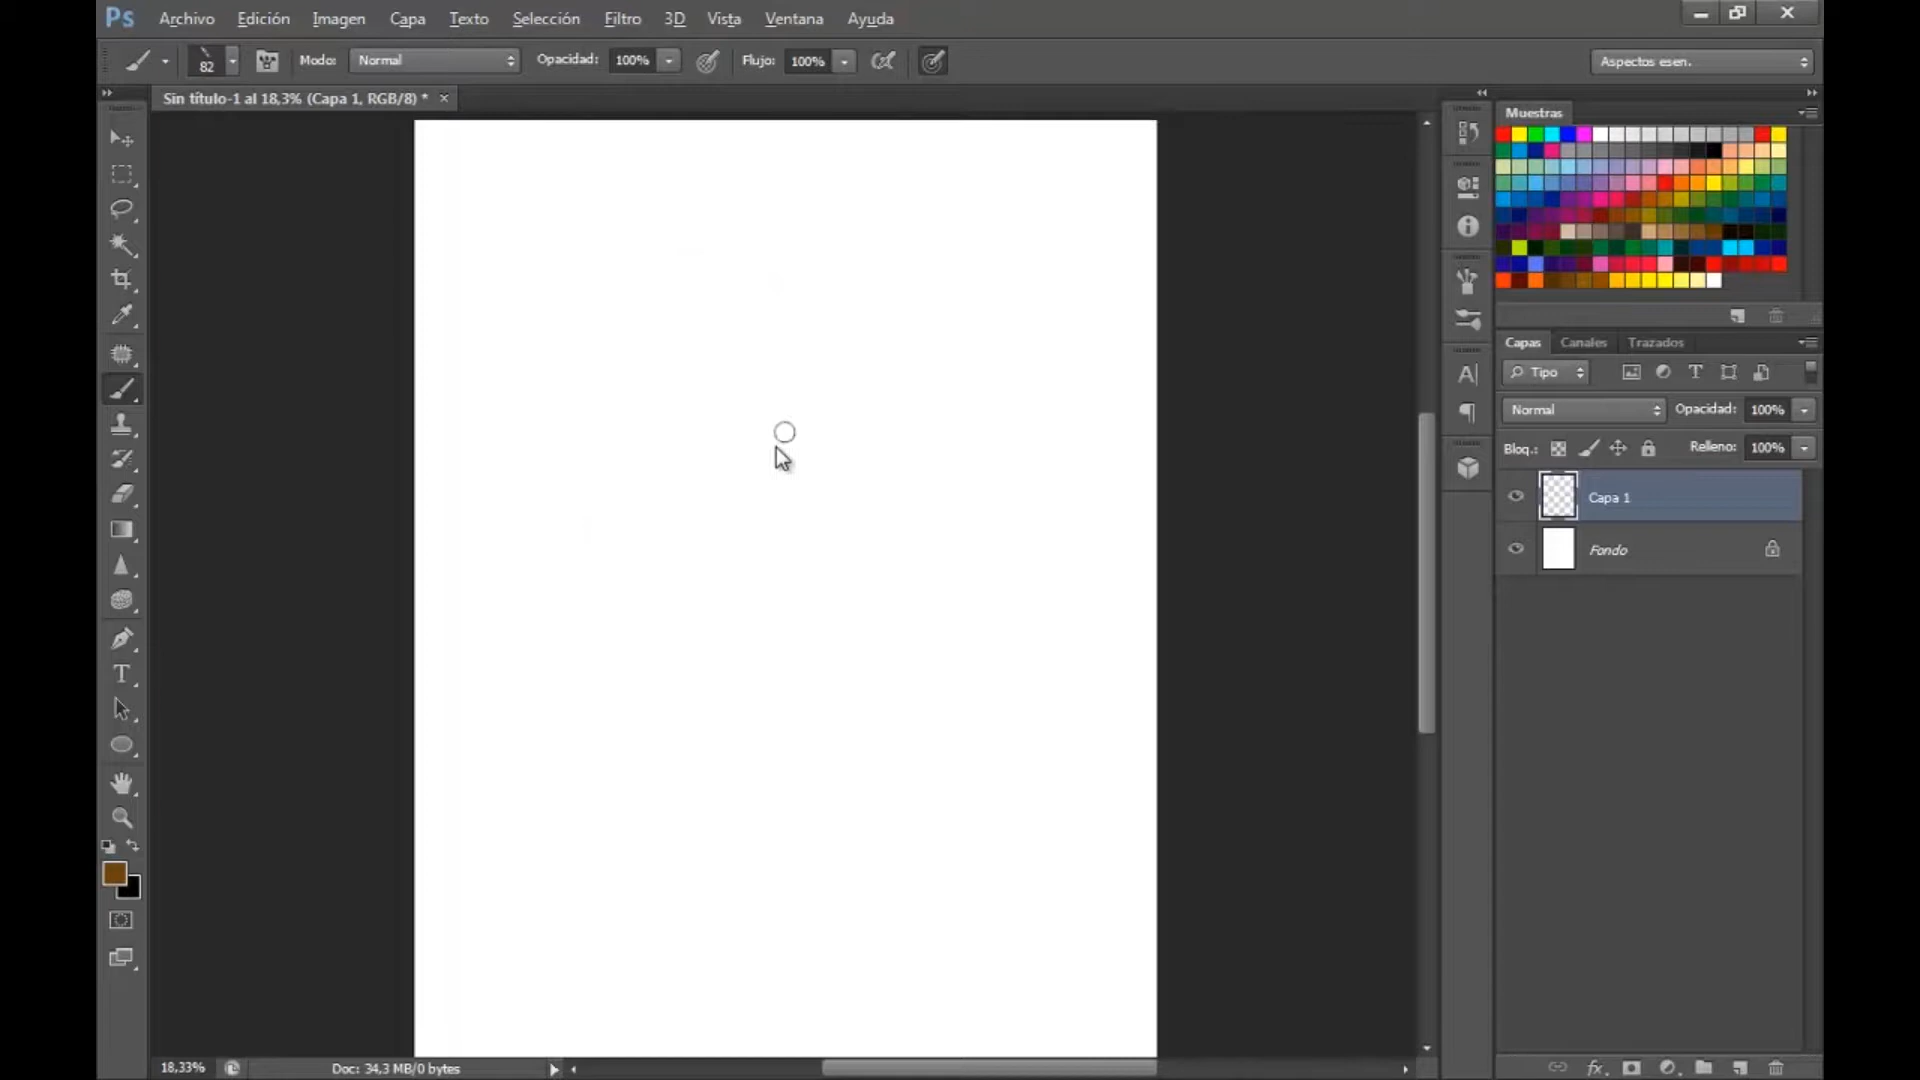 Ps Archivo Edición Imagen Capa Texto Selección Filtro 3D Vista Ventana Ayuda
82 Modo: Normal Opacidad: 100% Flujo: 100% Aspectos esen.
Sin título-1 al 18,3% (Capa 1, RGB/8) *
Muestras
Capas Canales Trazados
Tipo
Normal Opacidad: 100%
Bloq.: Relleno: 100%
Capa 1
Fondo
18,33% Doc: 34,3 MB/0 bytes